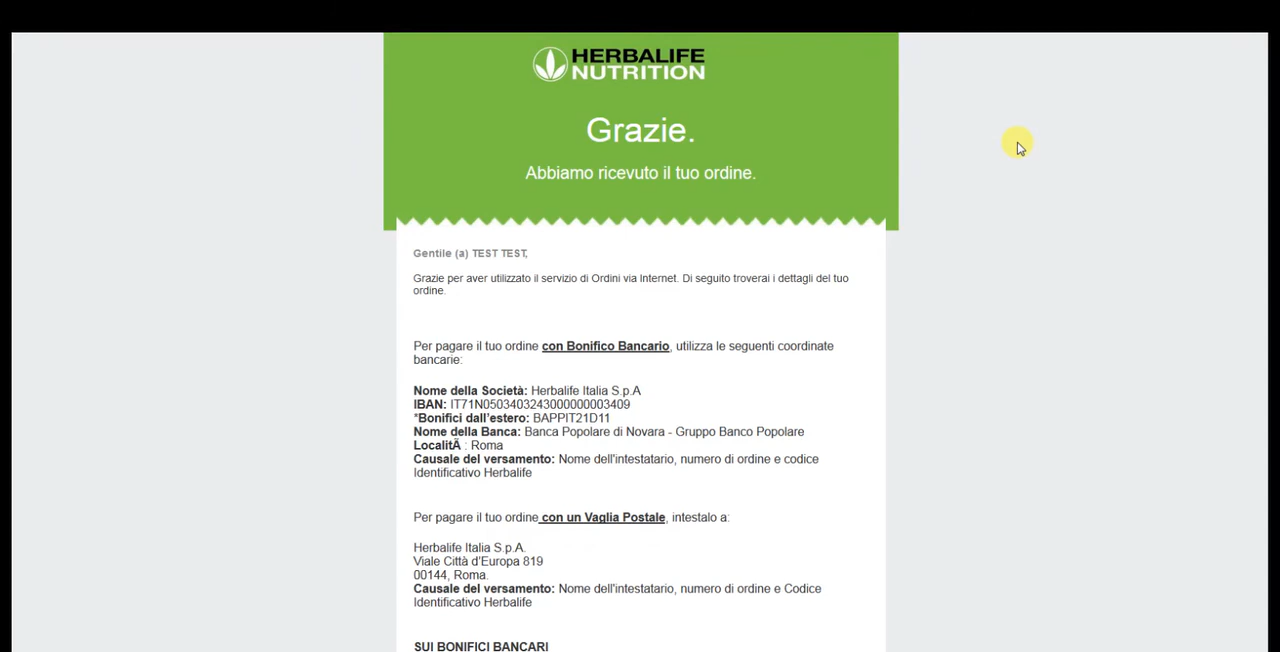 HERBALIFE
NUTRITION
Grazie.
Abbiamo ricevuto il tuo ordine.
Gentile (a) TEST TEST,
Grazie per aver utilizzato il servizio di Ordini via Internet. Di seguito troverai i dettagli del tuo
ordine.
Per pagare il tuo ordine con Bonifico Bancario, utilizza le seguenti coordinate
bancarie:
Nome della Società: Herbalife Italia S.p.A
IBAN: IT71N0503403243000000003409
*Bonifici dall'estero: BAPPIT21D11
Nome della Banca: Banca Popolare di Novara - Gruppo Banco Popolare
LocalitÃ : Roma
Causale del versamento: Nome dell'intestatario, numero di ordine e codice
Identificativo Herbalife
Per pagare il tuo ordine con un Vaglia Postale, intestalo a:
Herbalife Italia S.p.A.
Viale Città d'Europa 819
00144, Roma.
Causale del versamento: Nome dell'intestatario, numero di ordine e Codice
Identificativo Herbalife
SUI BONIFICI BANCARI